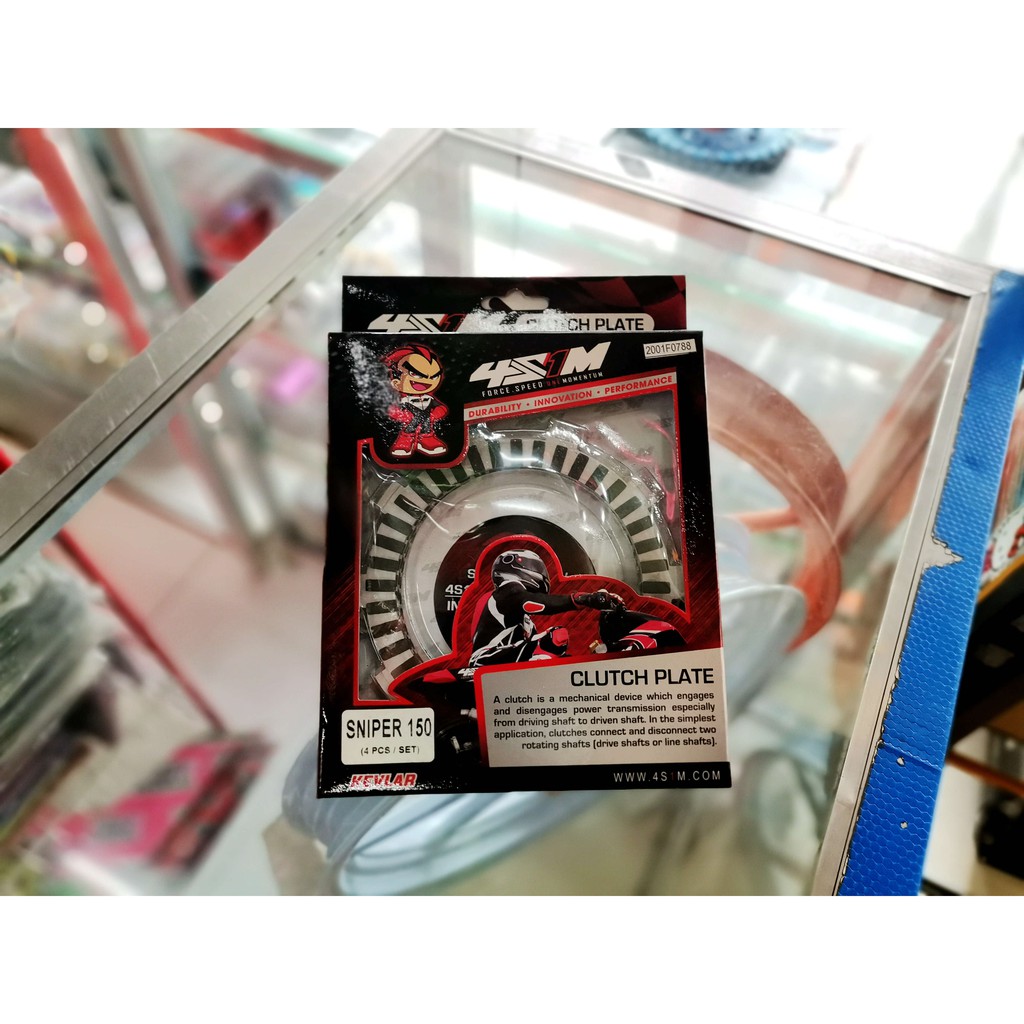 CLUTCH PLATE
4S1M
2001F0788
FORCE.SPEED ONE MOMENTUM
DURABILITY • INNOVATION • PERFORMANCE
CLUTCH PLATE
A clutch is a mechanical device which engages
and disengages power transmission especially
from driving shaft to driven shaft. In the simplest
application, clutches connect and disconnect two
rotating shafts (drive shafts or line shafts).
SNIPER 150
(4 PCS / SET)
KEVLAR
WWW.4S1M.COM